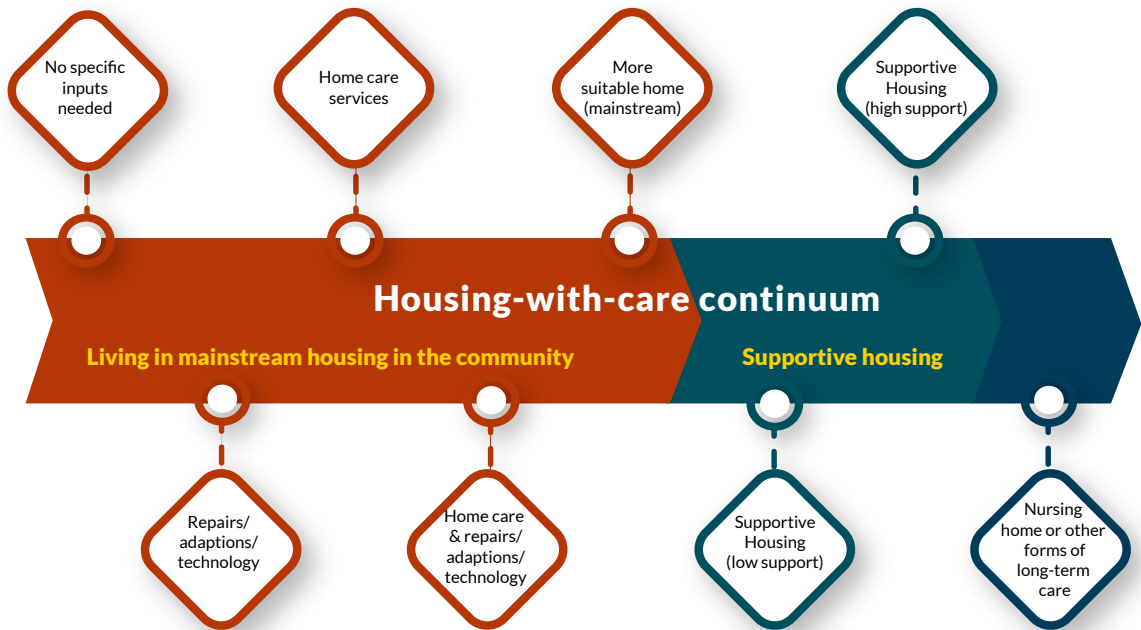 No specific
inputs
needed
Home care
services
More
suitable home
(mainstream)
Supportive
Housing
(high support)
Housing-with-care continuum
Living in mainstream housing in the community
Supportive housing
Repairs/
adaptions/
technology
Home care
& repairs/
adaptions/
technology
Supportive
Housing
(low support)
Nursing
home or other
forms of
long-term
care